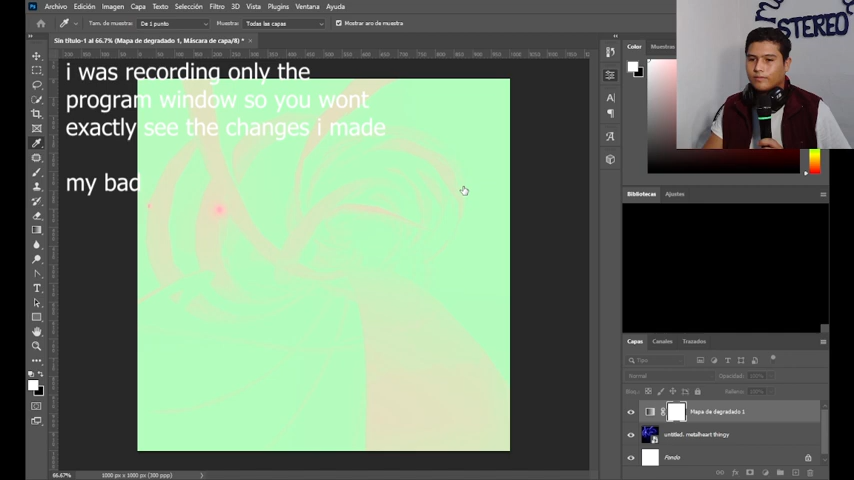 Archivo Edición Imagen Capa Texto Selección Filtro 3D Vista Plugins Ventana Ayuda
Tam. de muestra: De 1 punto Muestra: Todas las capas Mostrar aro de muestra
Sin título-1 al 66.7% (Mapa de degradado 1, Máscara de capa/8) *
i was recording only the
program window so you wont
exactly see the changes i made
my bad
STEREO
Color Muestras
Bibliotecas Ajustes
Capas Canales Trazados
Tipo
Normal Opacidad:
Relleno:
Mapa de degradado 1
untitled. metalheart thingy
Fondo
66.67% 1000 px x 1000 px (300 ppp)